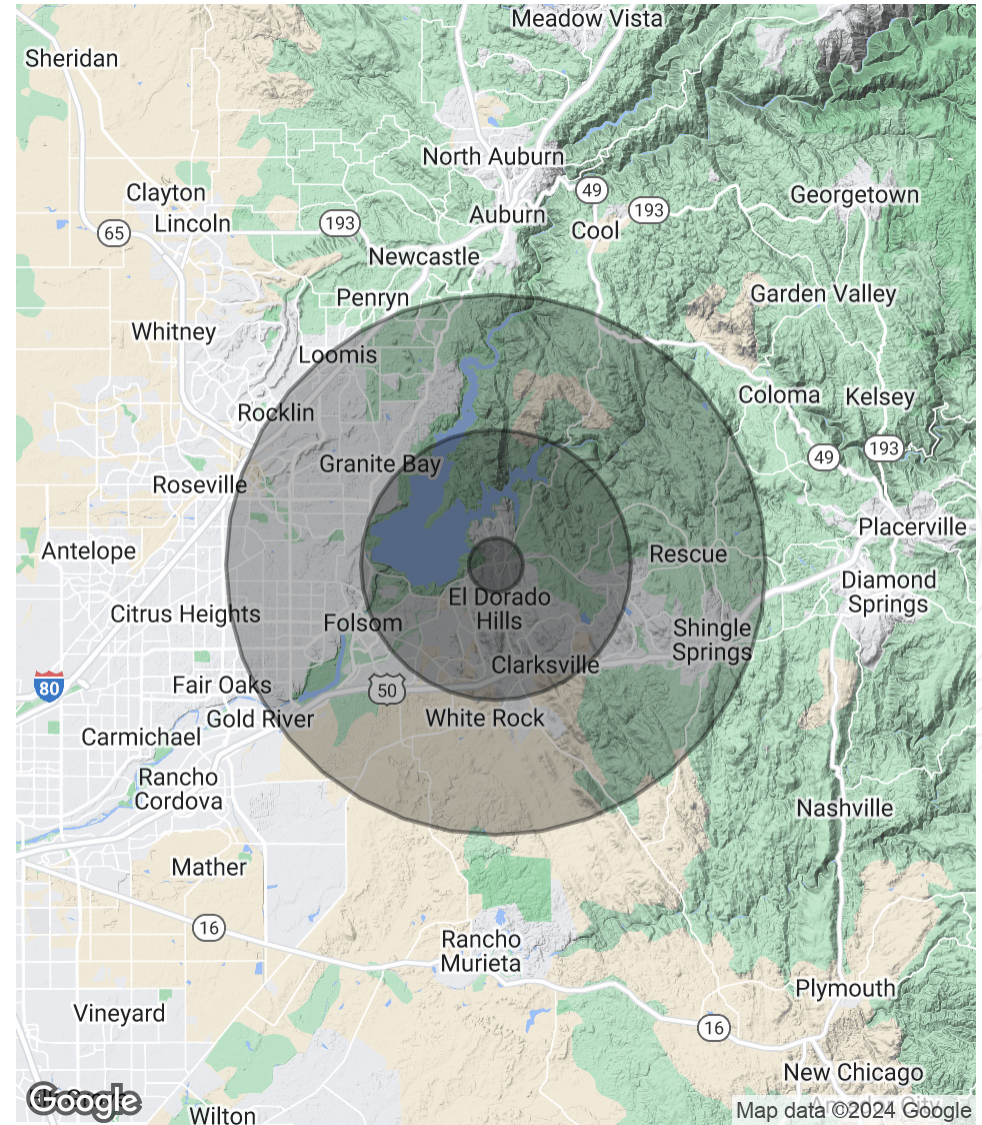 Meadow Vista
Sheridan
North Auburn
Clayton
49
Georgetown
193
Auburn
Lincoln
193
65
Cool
Newcastle
Penryn
Garden Valley
Whitney
Loomis
Coloma
Kelsey
Rocklin
193
49
Granite Bay
Roseville
Placerville
Antelope
Rescue
Diamond
Springs
El Dorado
Hills
Citrus Heights
Folsom
Shingle
Springs
Clarksville
80
Fair Oaks
50
Gold River
White Rock
Carmichael
Rancho
Cordova
Nashville
Mather
16
Rancho
Murieta
Plymouth
Vineyard
16
New Chicago
Google
Wilton
Amador City
Map data ©2024 Google